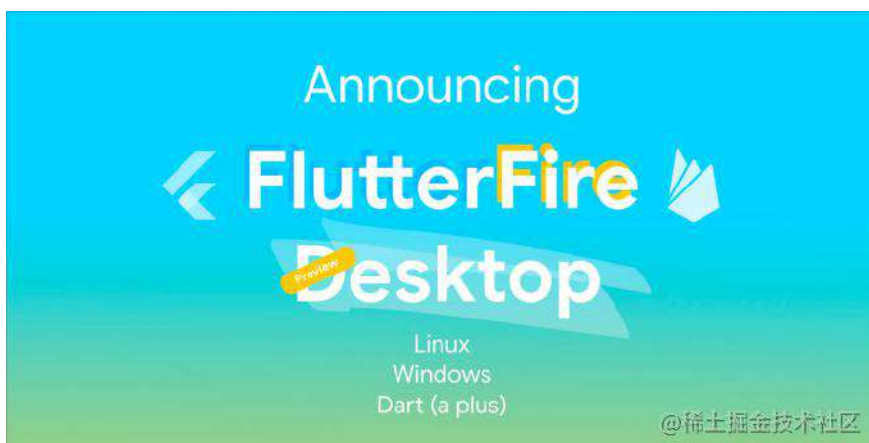 Announcing
FlutterFire
Preview
Desktop
Linux
Windows
Dart (a plus)
@稀土掘金技术社区